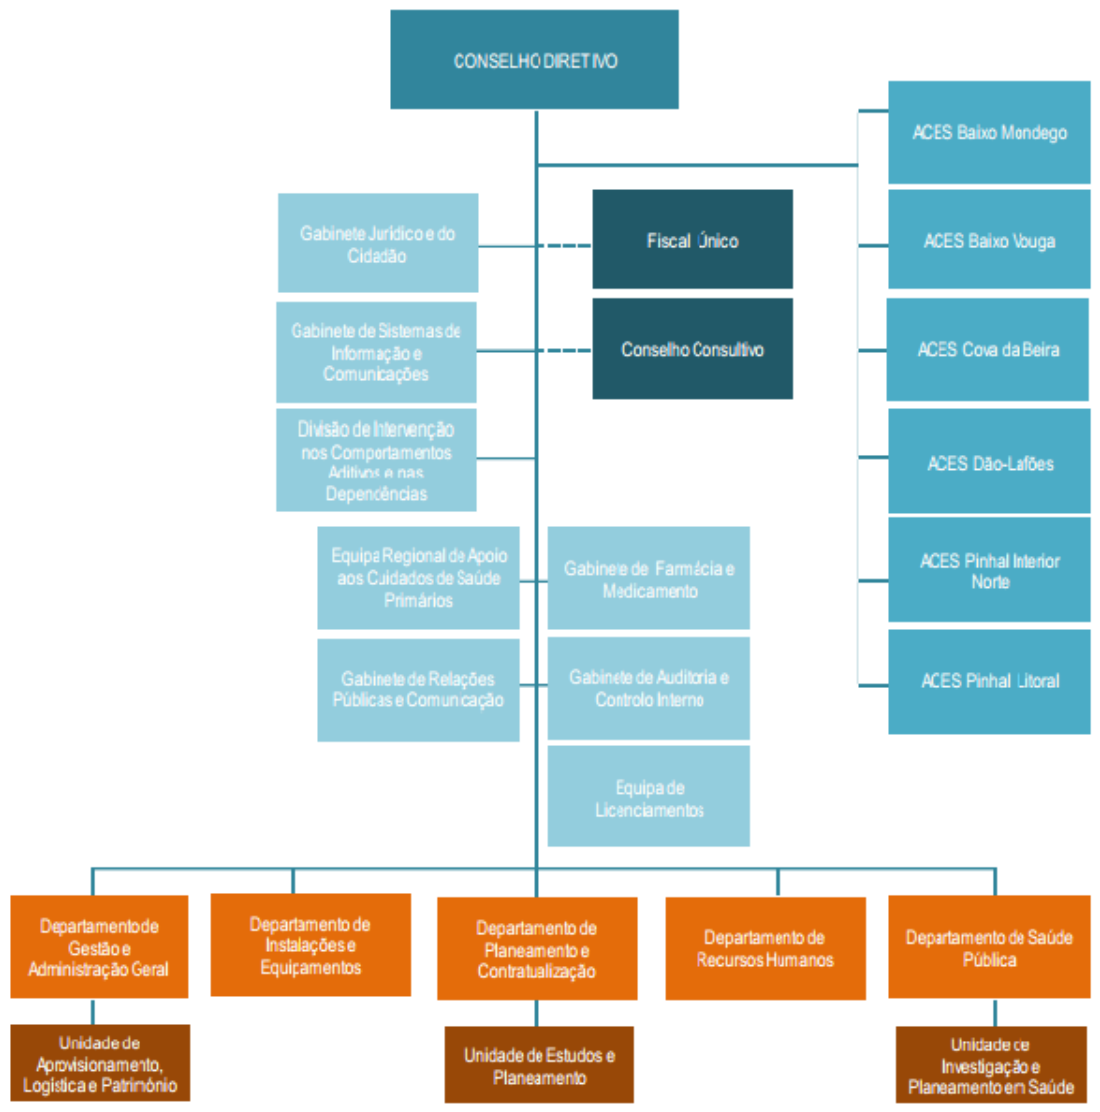 CONSELHO DIRETIVO
ACES Baixo Mondego
Gabinete Jurídico e do
Cidadão
Fiscal Único
ACES Baixo Vouga
Gabinete de Sistemas de
Informação e
Comunicações
Conselho Consultivo
ACES Cova da Beira
Divisão de Intervenção
nos Comportamentos
Aditivos e nas
Dependências
ACES Dão-Lafões
Equipa Regional de Apoio
aos Cuidados de Saúde
Primários
Gabinete de Farmácia e
Medicamento
ACES Pinhal Interior
Norte
Gabinete de Relações
Públicas e Comunicação
Gabinete de Auditoria e
Controlo Interno
ACES Pinhal Litoral
Equipa de
Licenciamentos
Departamento de
Gestão e
Administração Geral
Departamento de
Instalações e
Equipamentos
Departamento de
Planeamento e
Contratualização
Departamento de
Recursos Humanos
Departamento de Saúde
Pública
Unidade de
Aprovisionamento,
Logística e Património
Unidade de Estudos e
Planeamento
Unidade de
Investigação e
Planeamento em Saúde